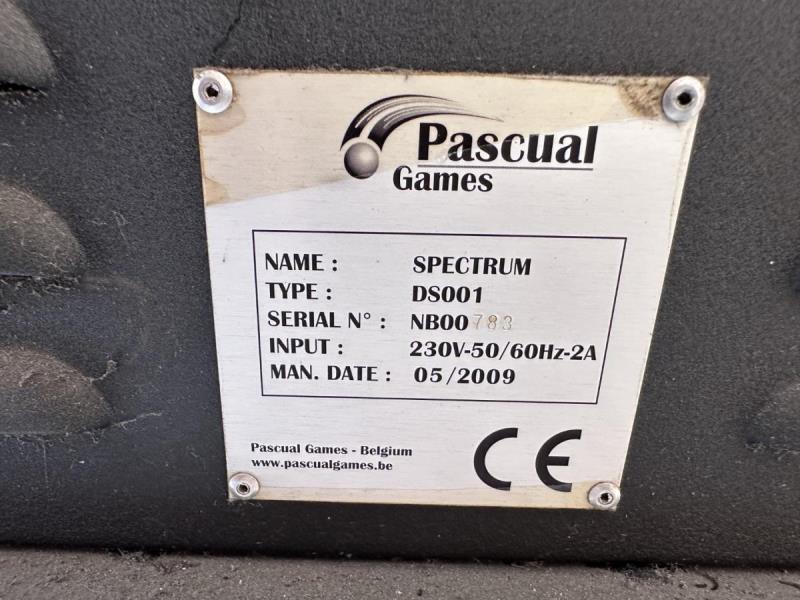 Pascual
Games
NAME : SPECTRUM
TYPE : DS001
SERIAL N° : NB00783
INPUT : 230V-50/60Hz-2A
MAN. DATE : 05/2009
Pascual Games - Belgium
www.pascualgames.be
CE